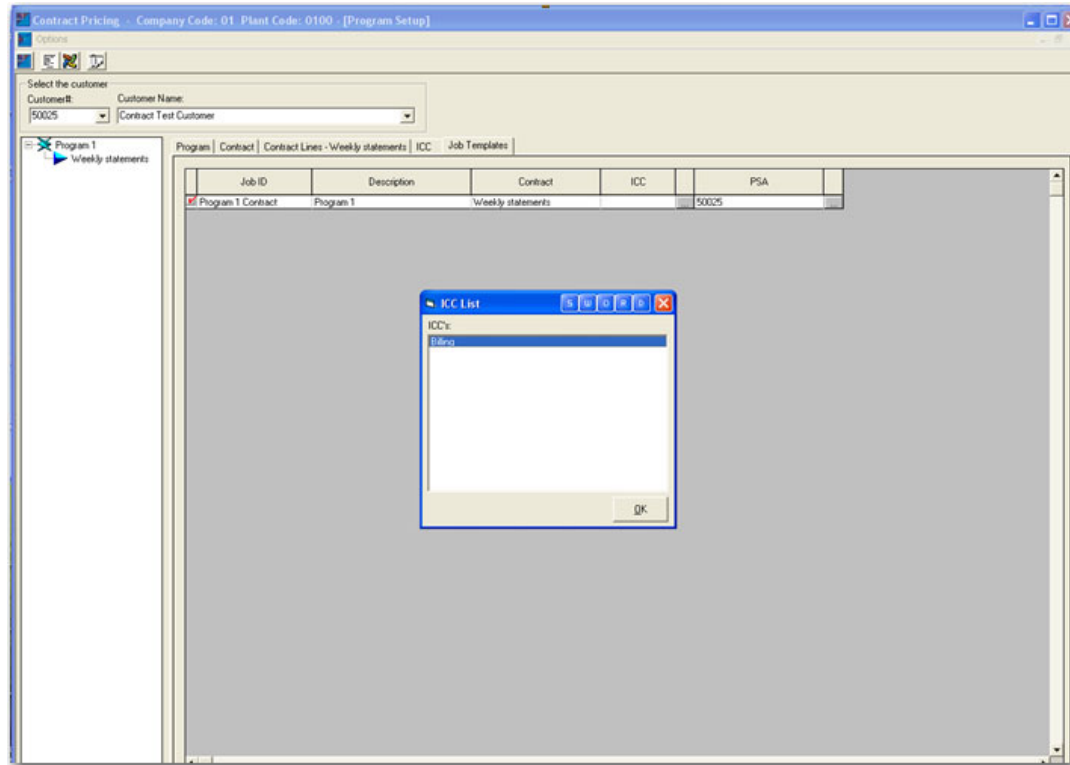 Contract Pricing - Company Code: 01 Plant Code: 0100 - [Program Setup]
Options
Select the customer
Customer#: Customer Name:
50025 Contract Test Customer
Program 1
Weekly statements
Program Contract Contract Lines - Weekly statements ICC Job Templates
Job ID Description Contract ICC PSA
Program 1 Contract Program 1 Weekly statements ... 50025 ...
ICC List S W O R D
ICC's:
Billing
OK